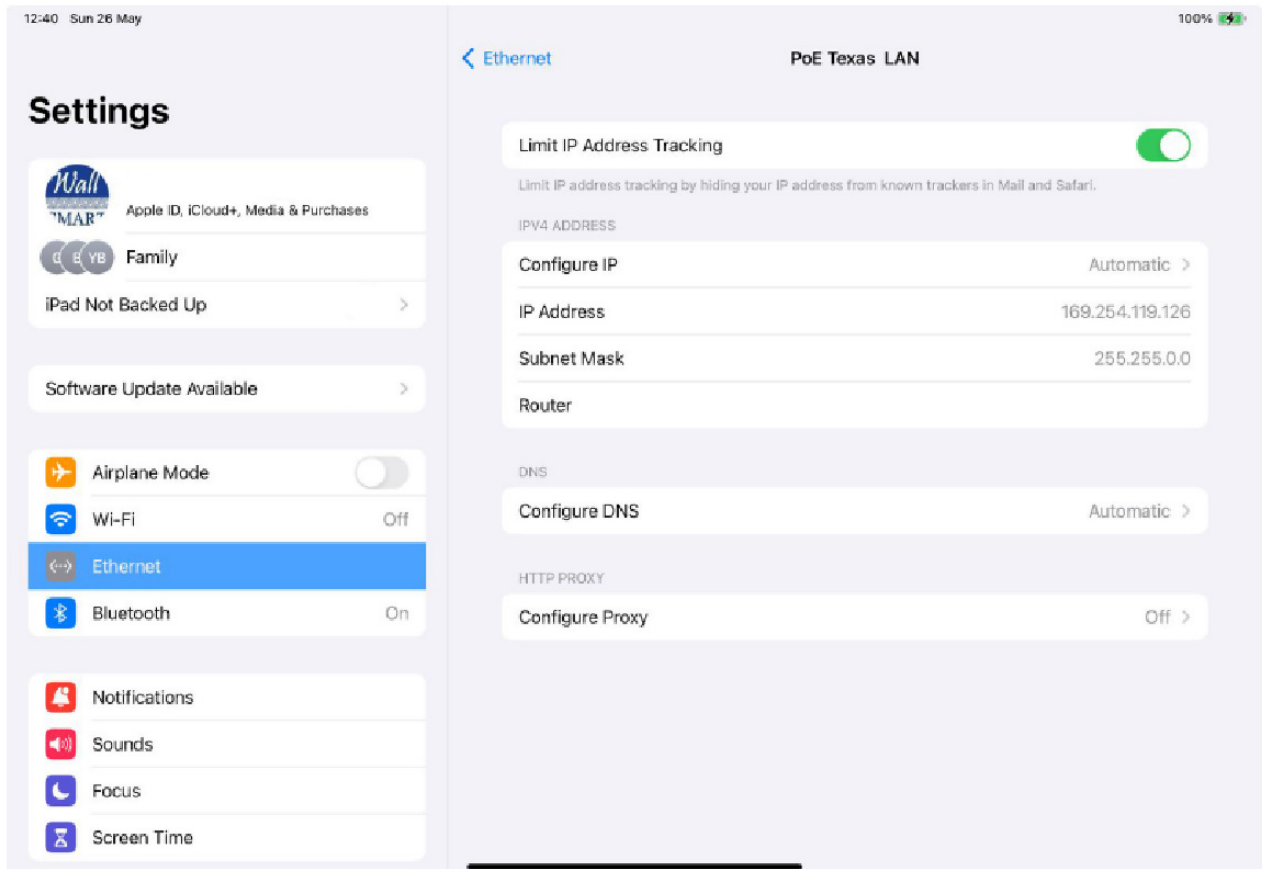 12:40 Sun 26 May
100%
Settings
Wall
"MAR"
Apple ID, iCloud+, Media & Purchases
E YB
Family
iPad Not Backed Up
Software Update Available
Airplane Mode
Wi-Fi Off
Ethernet
Bluetooth On
Notifications
Sounds
Focus
Screen Time
Ethernet
PoE Texas LAN
Limit IP Address Tracking
Limit IP address tracking by hiding your IP address from known trackers in Mail and Safari.
IPV4 ADDRESS
Configure IP Automatic
IP Address 169.254.119.126
Subnet Mask 255.255.0.0
Router
DNS
Configure DNS Automatic
HTTP PROXY
Configure Proxy Off